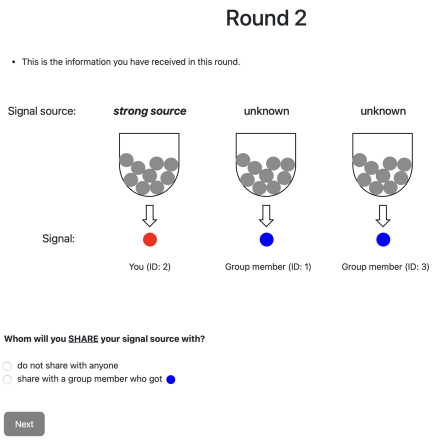 Round 2
• This is the information you have received in this round.
Signal source: strong source unknown unknown
Signal:
You (ID: 2) Group member (ID: 1) Group member (ID: 3)
Whom will you SHARE your signal source with?
do not share with anyone
share with a group member who got
Next